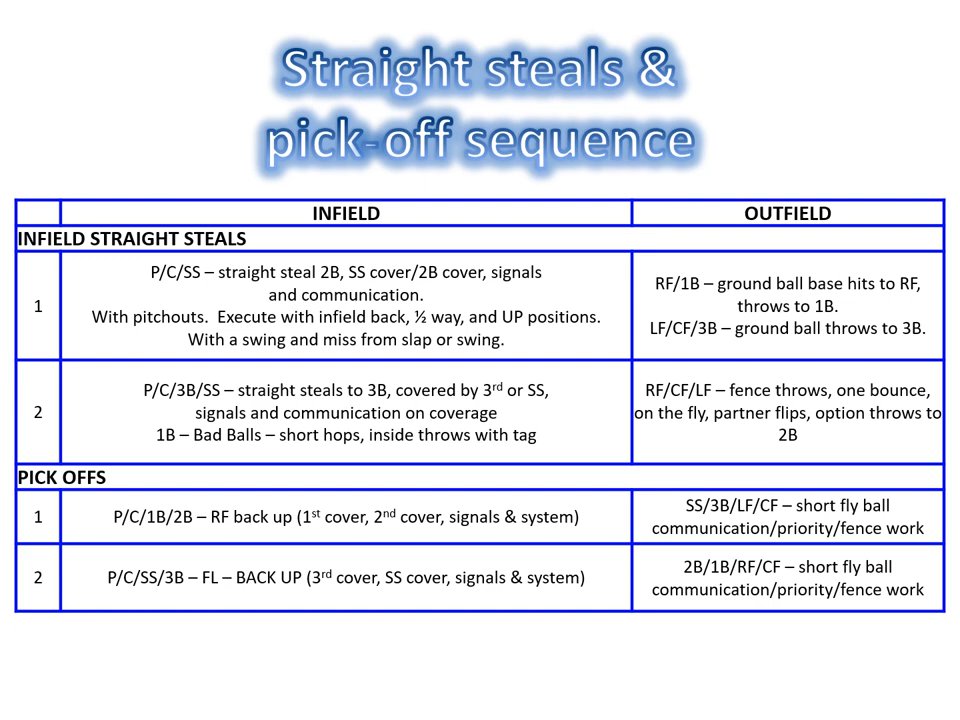 Straight steals &
pick-off sequence
INFIELD
OUTFIELD
INFIELD STRAIGHT STEALS
1
P/C/SS – straight steal 2B, SS cover/2B cover, signals
and communication.
With pitchouts.  Execute with infield back, ½ way, and UP positions.
With a swing and miss from slap or swing.
RF/1B – ground ball base hits to RF,
throws to 1B.
LF/CF/3B – ground ball throws to 3B.
2
P/C/3B/SS – straight steals to 3B, covered by 3rd or SS,
signals and communication on coverage
1B – Bad Balls – short hops, inside throws with tag
RF/CF/LF – fence throws, one bounce,
on the fly, partner flips, option throws to
2B
PICK OFFS
1
P/C/1B/2B – RF back up (1st cover, 2nd cover, signals & system)
SS/3B/LF/CF – short fly ball
communication/priority/fence work
2
P/C/SS/3B – FL – BACK UP (3rd cover, SS cover, signals & system)
2B/1B/RF/CF – short fly ball
communication/priority/fence work